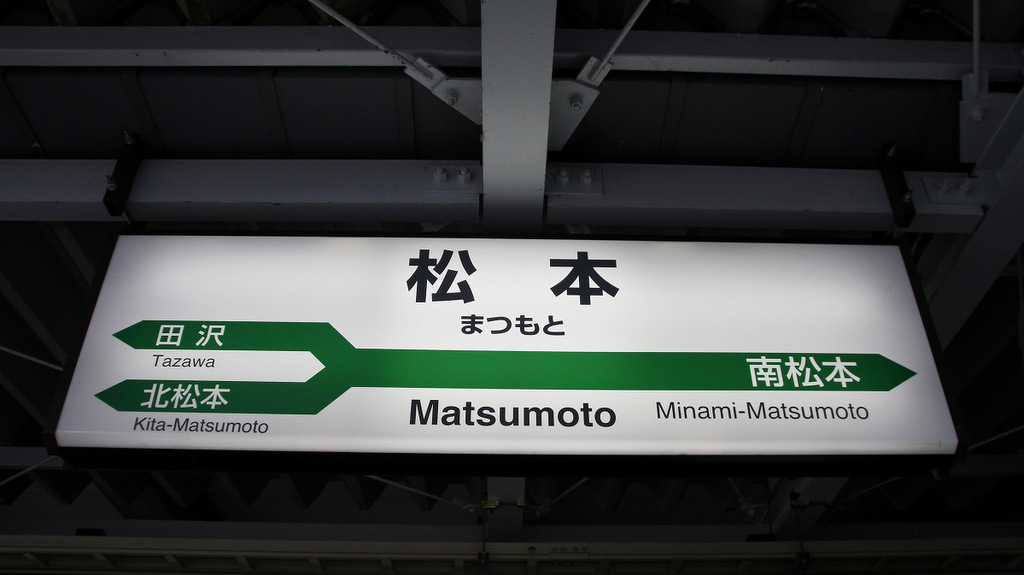 松本
まつもと
田沢
Tazawa
北松本
Kita-Matsumoto
南松本
Matsumoto
Minami-Matsumoto